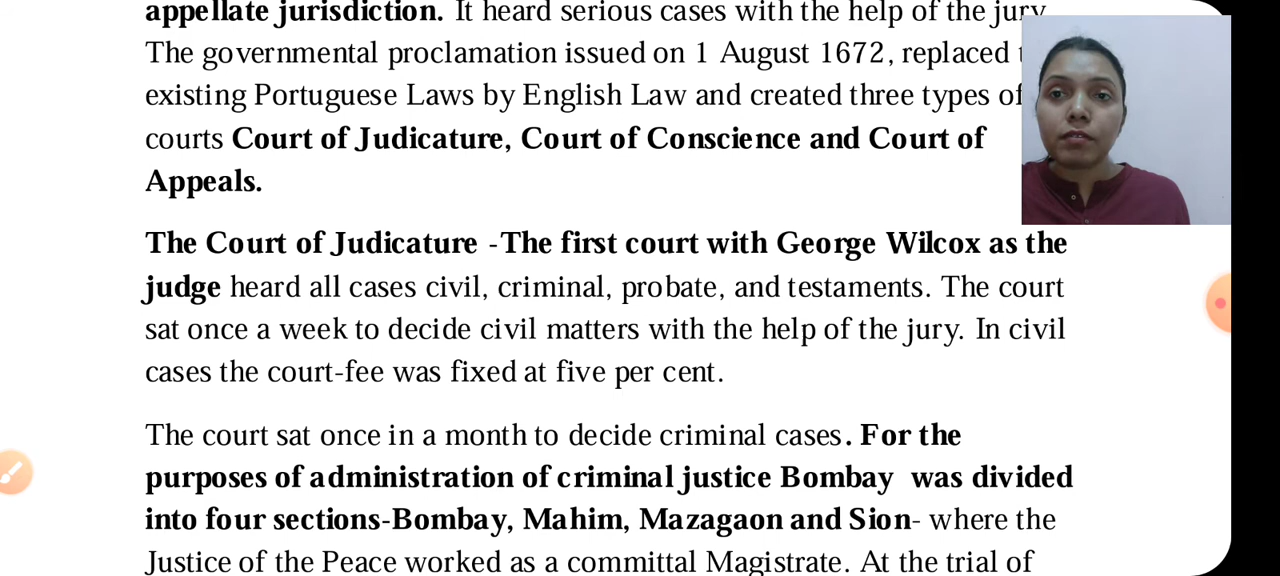 appellate jurisdiction. It heard serious cases with the help of the jury
The governmental proclamation issued on 1 August 1672, replaced
existing Portuguese Laws by English Law and created three types of
courts Court of Judicature, Court of Conscience and Court of
Appeals.
The Court of Judicature -The first court with George Wilcox as the
judge heard all cases civil, criminal, probate, and testaments. The court
sat once a week to decide civil matters with the help of the jury. In civil
cases the court-fee was fixed at five per cent.
The court sat once in a month to decide criminal cases. For the
purposes of administration of criminal justice Bombay was divided
into four sections-Bombay, Mahim, Mazagaon and Sion- where the
Justice of the Peace worked as a committal Magistrate. At the trial of